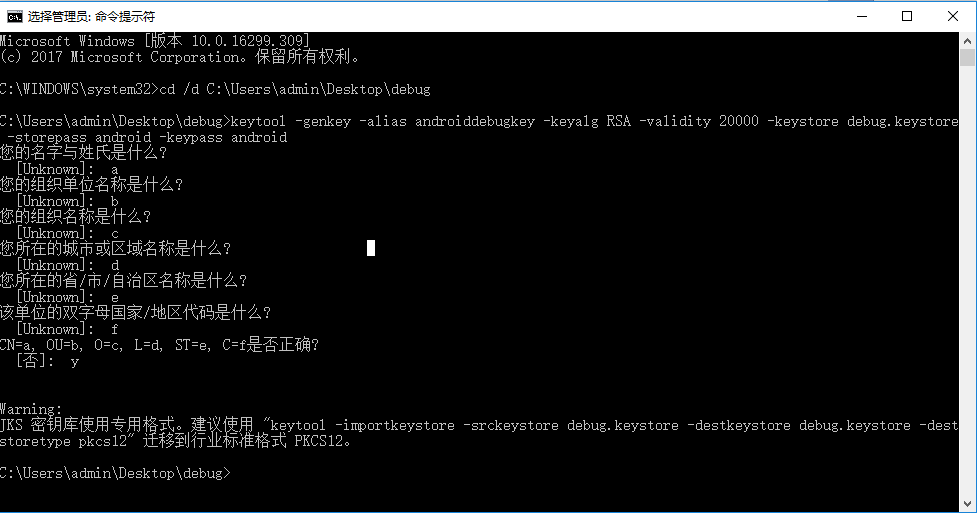 选择管理员: 命令提示符
Microsoft Windows [版本 10.0.16299.309]
(c) 2017 Microsoft Corporation。保留所有权利。
C:\WINDOWS\system32>cd /d C:\Users\admin\Desktop\debug
C:\Users\admin\Desktop\debug>keytool -genkey -alias androiddebugkey -keyalg RSA -validity 20000 -keystore debug.keystore
-storepass android -keypass android
您的名字与姓氏是什么?
[Unknown]:  a
您的组织单位名称是什么?
[Unknown]:  b
您的组织名称是什么?
[Unknown]:  c
您所在的城市或区域名称是什么?
[Unknown]:  d
您所在的省/市/自治区名称是什么?
[Unknown]:  e
该单位的双字母国家/地区代码是什么?
[Unknown]:  f
CN=a, OU=b, O=c, L=d, ST=e, C=f是否正确?
[否]:  y
Warning:
JKS 密钥库使用专用格式。建议使用 "keytool -importkeystore -srckeystore debug.keystore -destkeystore debug.keystore -dest
storetype pkcs12" 迁移到行业标准格式 PKCS12。
C:\Users\admin\Desktop\debug>